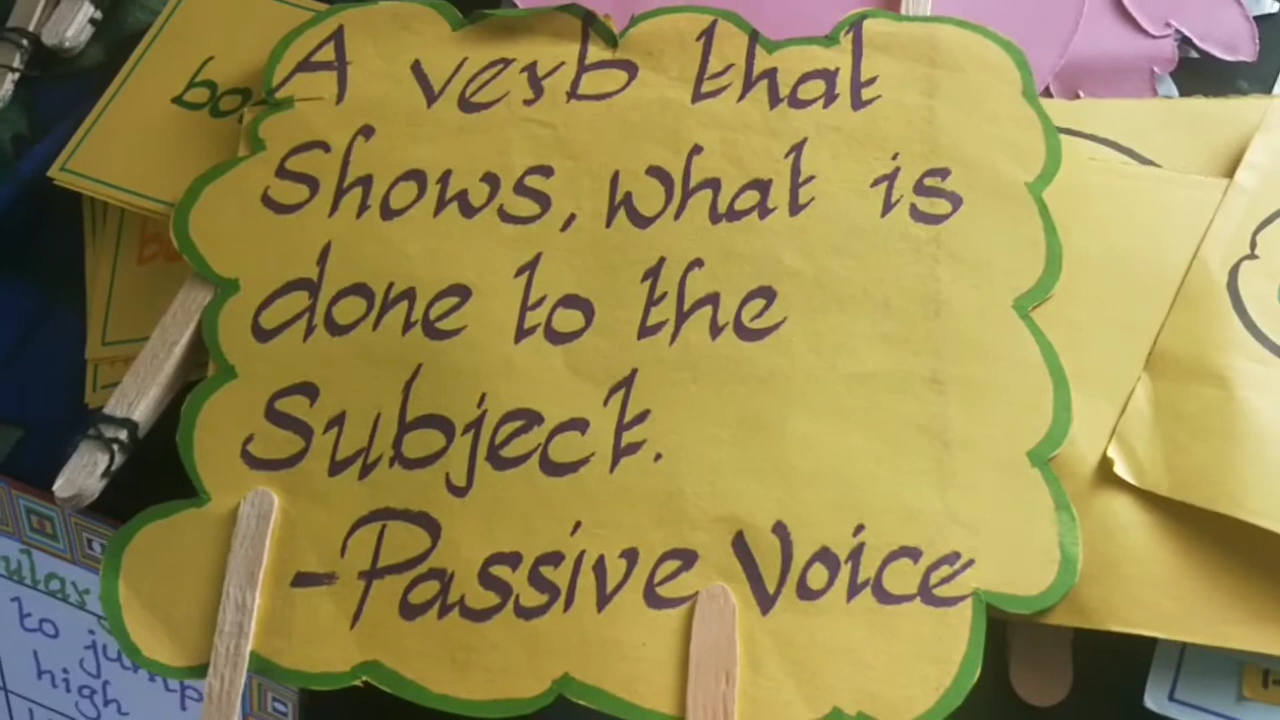 A verb that
Shows, what is
done to the
Subject.
-Passive Voice
to jump
high